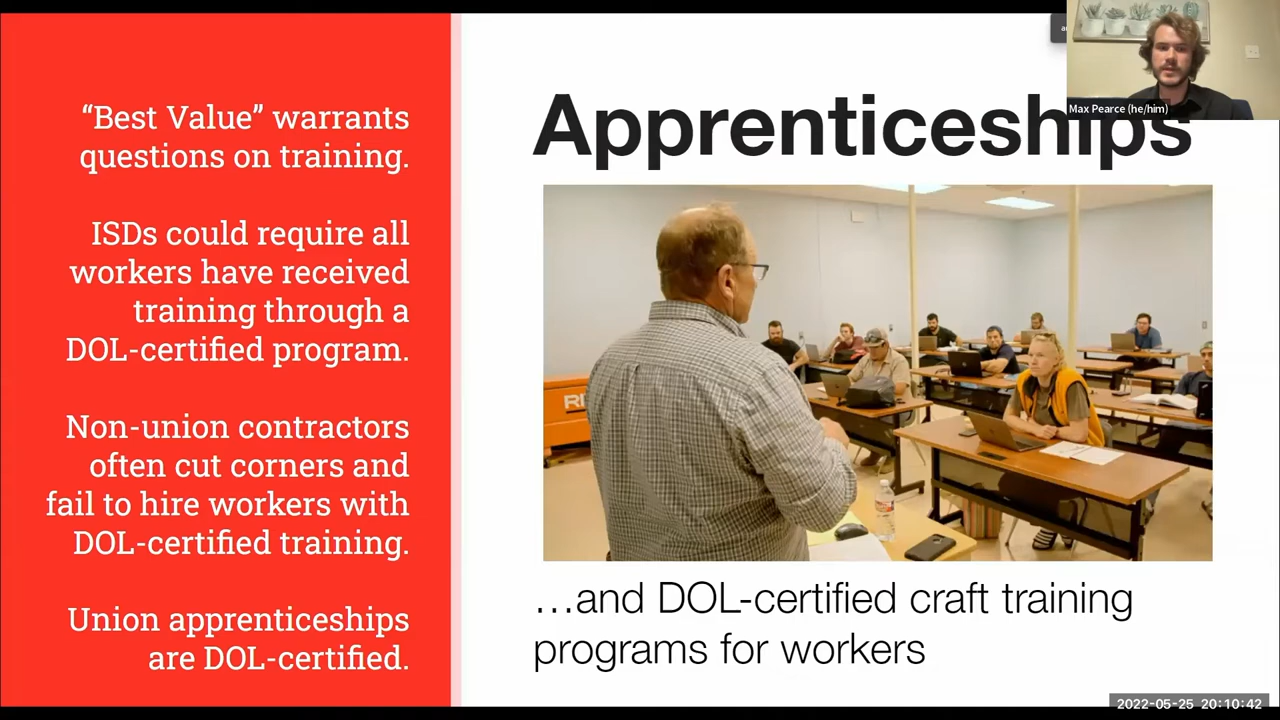 “Best Value” warrants
questions on training.
ISDs could require all
workers have received
training through a
DOL-certified program.
Non-union contractors
often cut corners and
fail to hire workers with
DOL-certified training.
Union apprenticeships
are DOL-certified.
Apprenticeships
…and DOL-certified craft training
programs for workers
Max Pearce (he/him)
2022-05-25 20:10:42